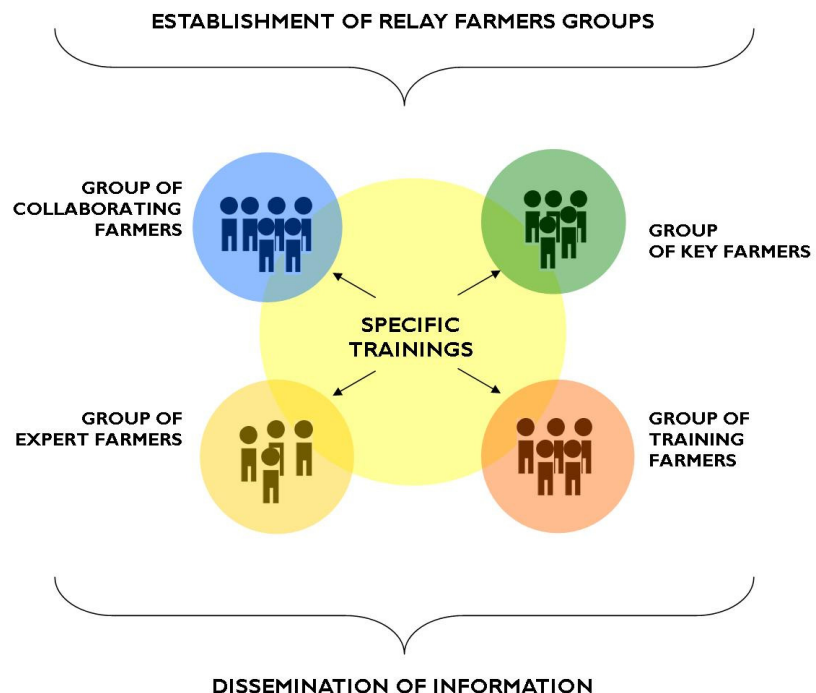 ESTABLISHMENT OF RELAY FARMERS GROUPS
GROUP OF
COLLABORATING
FARMERS
GROUP
OF KEY FARMERS
SPECIFIC
TRAININGS
GROUP OF
EXPERT FARMERS
GROUP OF
TRAINING
FARMERS
DISSEMINATION OF INFORMATION